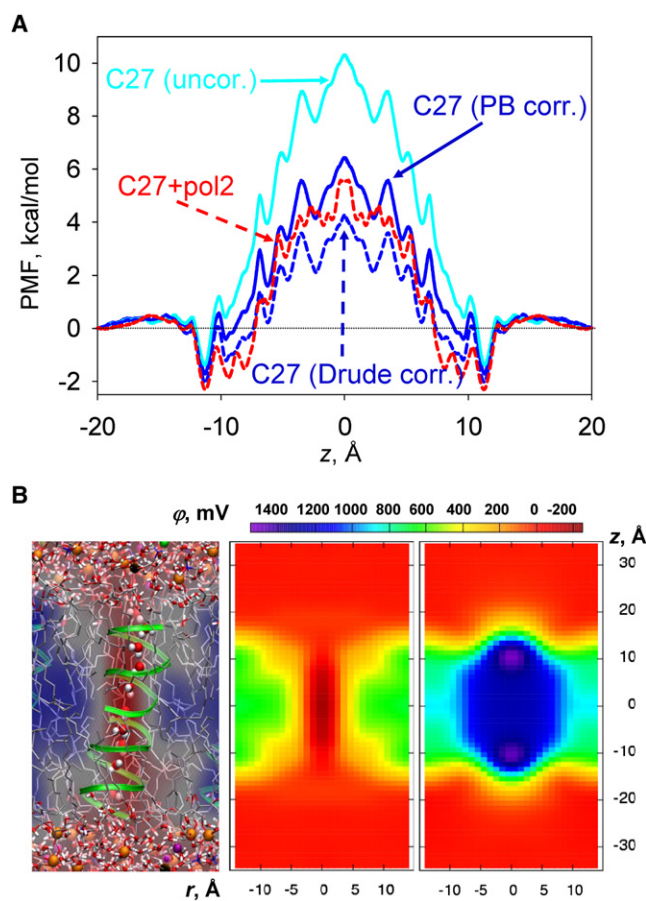 A
10
8
6
4
2
0
-2
PMF, kcal/mol
C27 (uncor.)
C27 (PB corr.)
C27+pol2
C27 (Drude corr.)
-20 -10 0 10 20
z, Å
B
φ, mV 1400 1200 1000 800 600 400 200 0 -200 z, Å
30
20
10
0
-10
-20
-30
r, Å -10 -5 0 5 10 -10 -5 0 5 10